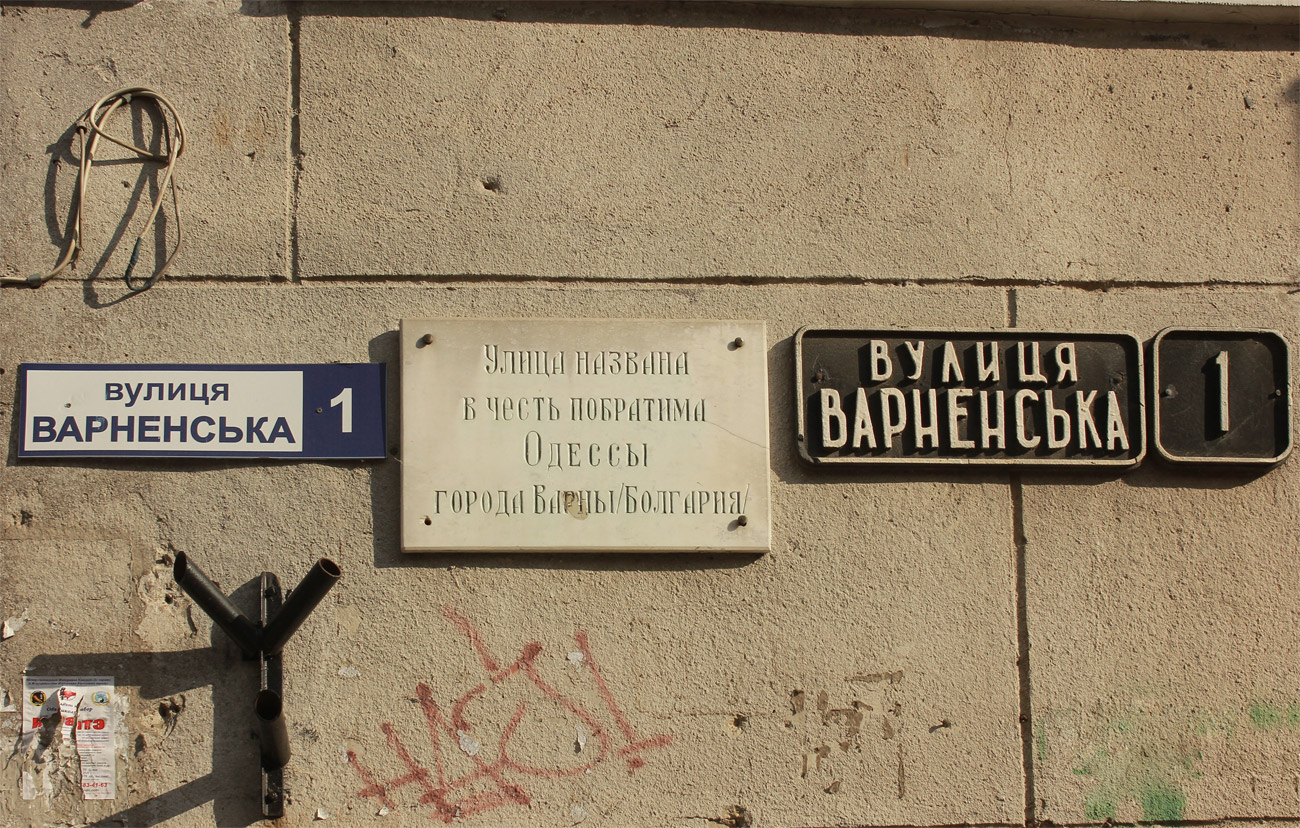 вулиця
ВАРНЕНСЬКА
1
Улица названа
в честь побратима
Одессы
города Варны/Болгария/
ВУЛИЦЯ
ВАРНЕНСЬКА
1